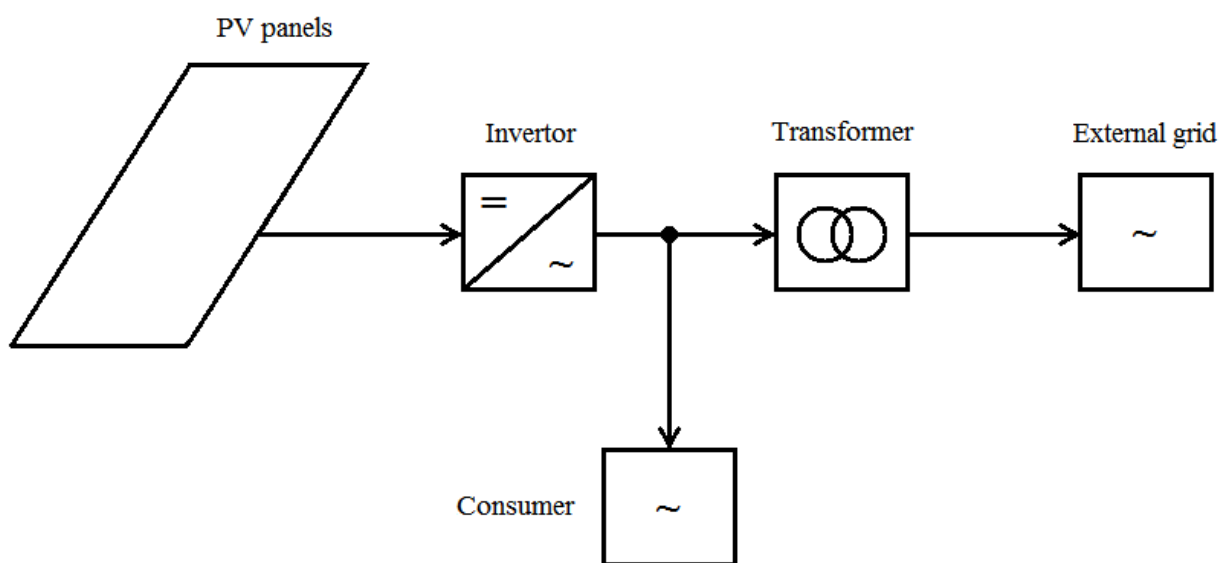 PV panels
Invertor
Transformer
External grid
=
~
~
Consumer
~